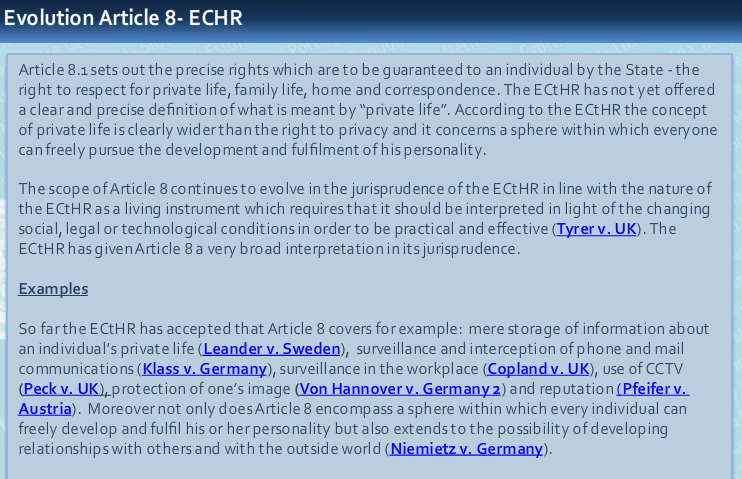 Evolution Article 8- ECHR
Article 8.1 sets out the precise rights which are to be guaranteed to an individual by the State - the
right to respect for private life, family life, home and correspondence. The ECtHR has not yet offered
a clear and precise definition of what is meant by “private life”. According to the ECtHR the concept
of private life is clearly wider than the right to privacy and it concerns a sphere within which everyone
can freely pursue the development and fulfilment of his personality.
The scope of Article 8 continues to evolve in the jurisprudence of the ECtHR in line with the nature of
the ECtHR as a living instrument which requires that it should be interpreted in light of the changing
social, legal or technological conditions in order to be practical and effective (Tyrer v. UK). The
ECtHR has given Article 8 a very broad interpretation in its jurisprudence.
Examples
So far the ECtHR has accepted that Article 8 covers for example: mere storage of information about
an individual’s private life (Leander v. Sweden), surveillance and interception of phone and mail
communications (Klass v. Germany), surveillance in the workplace (Copland v. UK), use of CCTV
(Peck v. UK), protection of one’s image (Von Hannover v. Germany 2) and reputation (Pfeifer v.
Austria). Moreover not only does Article 8 encompass a sphere within which every individual can
freely develop and fulfil his or her personality but also extends to the possibility of developing
relationships with others and with the outside world (Niemietz v. Germany).